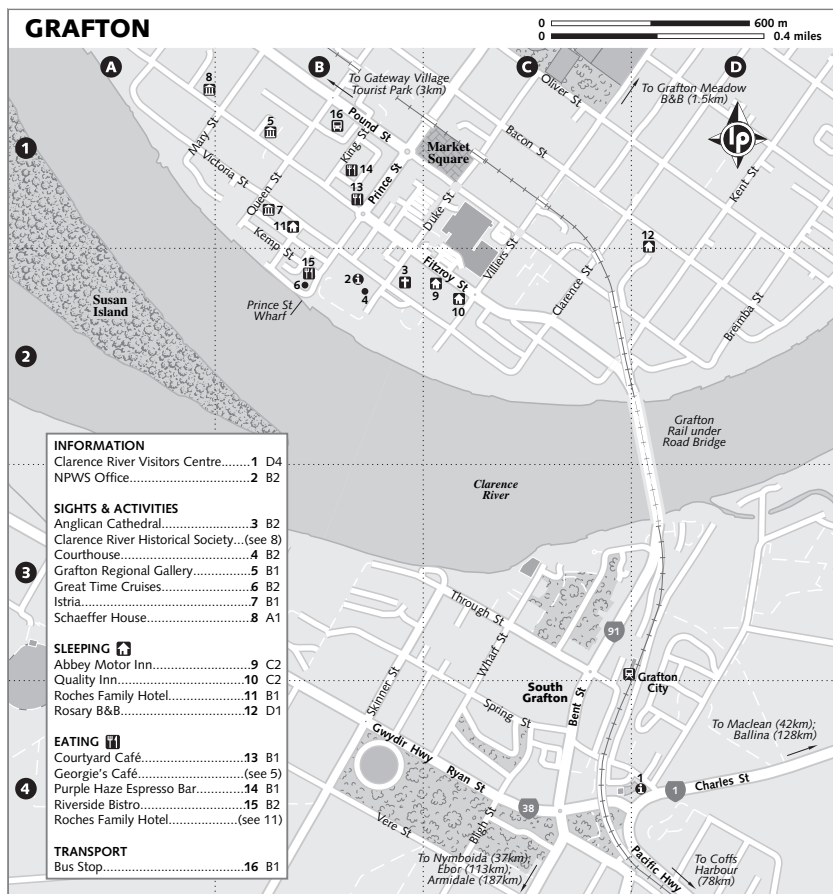 GRAFTON
0 600 m
0 0.4 miles
A
B
C
D
To Gateway Village
Tourist Park (3km)
Oliver St
To Grafton Meadow
B&B (1.5km)
8
16
Pound St
5
King St
Mary St
Bacon St
lp
1
Market
Square
14
Victoria St
Prince St
Kent St
13
Queen St
7
Duke St
11
12
Kemp St
Villiers St
15
Fitzroy St
2
3
Clarence St
6
4
9
10
Prince St
Wharf
Susan
Island
Breimba St
2
Grafton
Rail under
Road Bridge
Clarence
River
INFORMATION
Clarence River Visitors Centre........1 D4
NPWS Office................................2 B2
SIGHTS & ACTIVITIES
Anglican Cathedral.......................3 B2
Clarence River Historical Society...(see 8)
Courthouse..................................4 B2
Grafton Regional Gallery...............5 B1
Great Time Cruises.......................6 B2
Istria............................................7 B1
Schaeffer House...........................8 A1
SLEEPING
Abbey Motor Inn..........................9 C2
Quality Inn.................................10 C2
Roches Family Hotel...................11 B1
Rosary B&B................................12 D1
EATING
Courtyard Café...........................13 B1
Georgie's Café.........................(see 5)
Purple Haze Espresso Bar............14 B1
Riverside Bistro...........................15 B2
Roches Family Hotel................(see 11)
TRANSPORT
Bus Stop....................................16 B1
3
Through St
91
Wharf St
Skinner St
Grafton
City
South
Grafton
Bent St
Spring St
To Maclean (42km);
Ballina (128km)
Gwydir Hwy
Ryan St
1
Charles St
1
4
38
Vere St
Bligh St
To Nymboida (37km);
Ebor (113km);
Armidale (187km)
Pacific Hwy
To Coffs
Harbour
(78km)